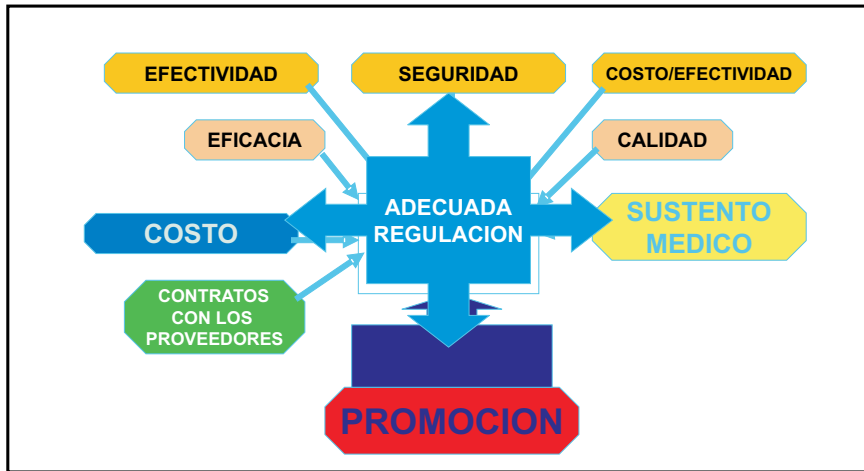 EFECTIVIDAD
SEGURIDAD
COSTO/EFECTIVIDAD
EFICACIA
CALIDAD
ADECUADA
REGULACION
COSTO
SUSTENTO
MEDICO
CONTRATOS
CON LOS
PROVEEDORES
PROMOCION